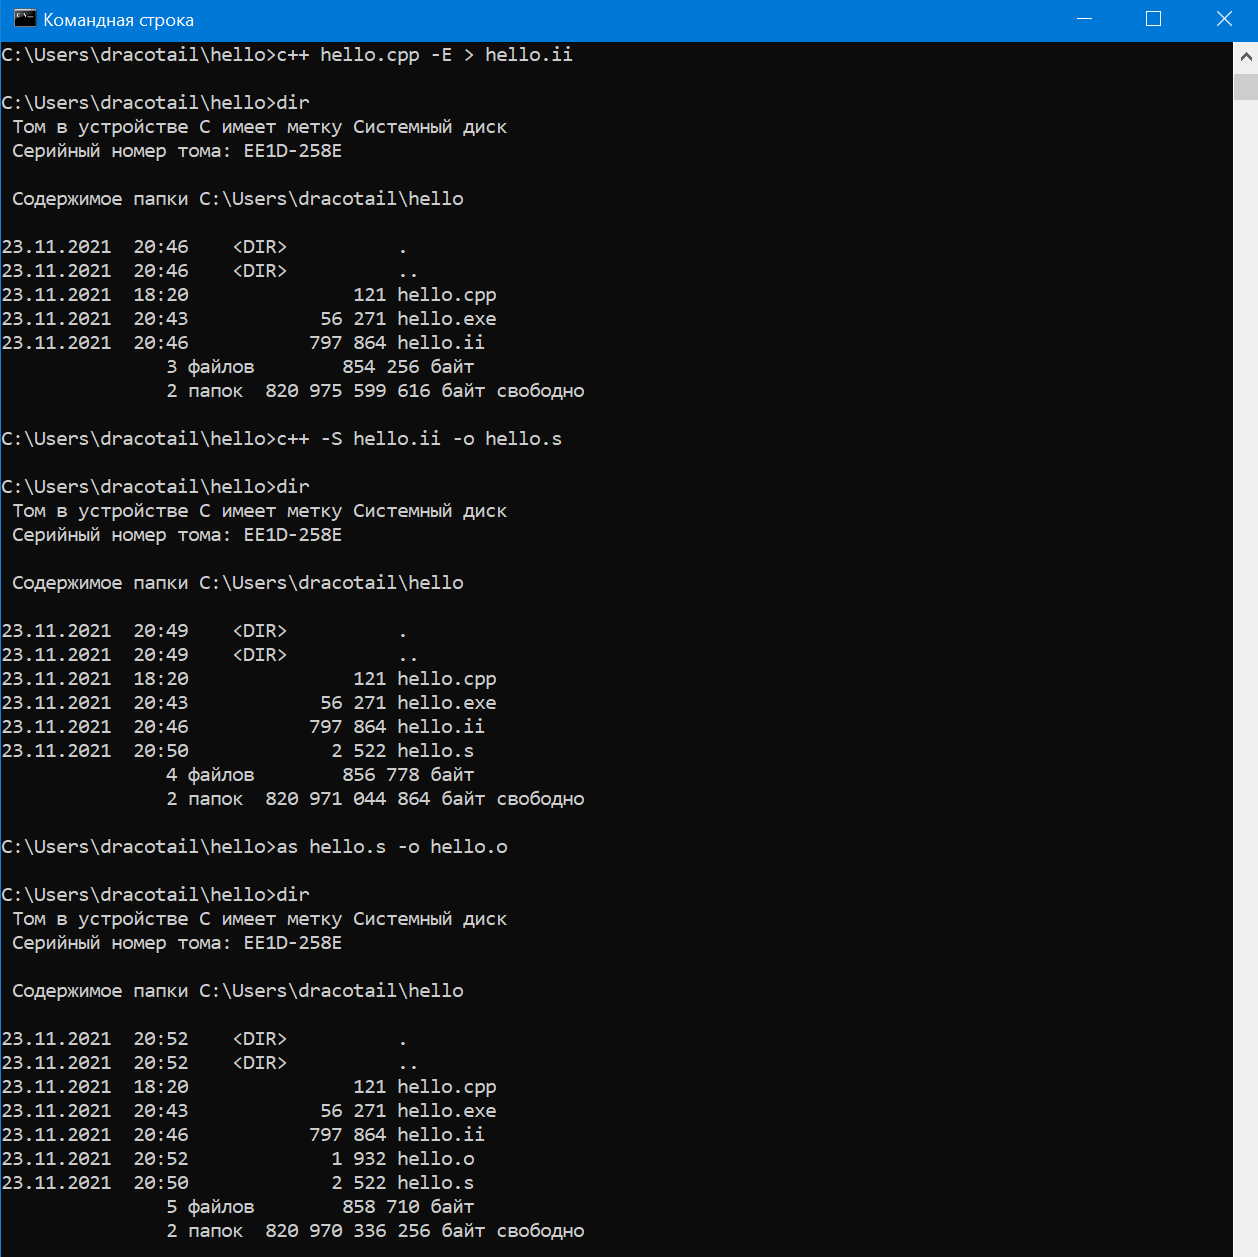 Командная строка
C:\Users\dracotail\hello>c++ hello.cpp -E > hello.ii
C:\Users\dracotail\hello>dir
Том в устройстве C имеет метку Системный диск
Серийный номер тома: EE1D-258E
Содержимое папки C:\Users\dracotail\hello
23.11.2021  20:46    <DIR>          .
23.11.2021  20:46    <DIR>          ..
23.11.2021  18:20               121 hello.cpp
23.11.2021  20:43            56 271 hello.exe
23.11.2021  20:46           797 864 hello.ii
3 файлов        854 256 байт
2 папок  820 975 599 616 байт свободно
C:\Users\dracotail\hello>c++ -S hello.ii -o hello.s
C:\Users\dracotail\hello>dir
Том в устройстве C имеет метку Системный диск
Серийный номер тома: EE1D-258E
Содержимое папки C:\Users\dracotail\hello
23.11.2021  20:49    <DIR>          .
23.11.2021  20:49    <DIR>          ..
23.11.2021  18:20               121 hello.cpp
23.11.2021  20:43            56 271 hello.exe
23.11.2021  20:46           797 864 hello.ii
23.11.2021  20:50             2 522 hello.s
4 файлов        856 778 байт
2 папок  820 971 044 864 байт свободно
C:\Users\dracotail\hello>as hello.s -o hello.o
C:\Users\dracotail\hello>dir
Том в устройстве C имеет метку Системный диск
Серийный номер тома: EE1D-258E
Содержимое папки C:\Users\dracotail\hello
23.11.2021  20:52    <DIR>          .
23.11.2021  20:52    <DIR>          ..
23.11.2021  18:20               121 hello.cpp
23.11.2021  20:43            56 271 hello.exe
23.11.2021  20:46           797 864 hello.ii
23.11.2021  20:52             1 932 hello.o
23.11.2021  20:50             2 522 hello.s
5 файлов        858 710 байт
2 папок  820 970 336 256 байт свободно